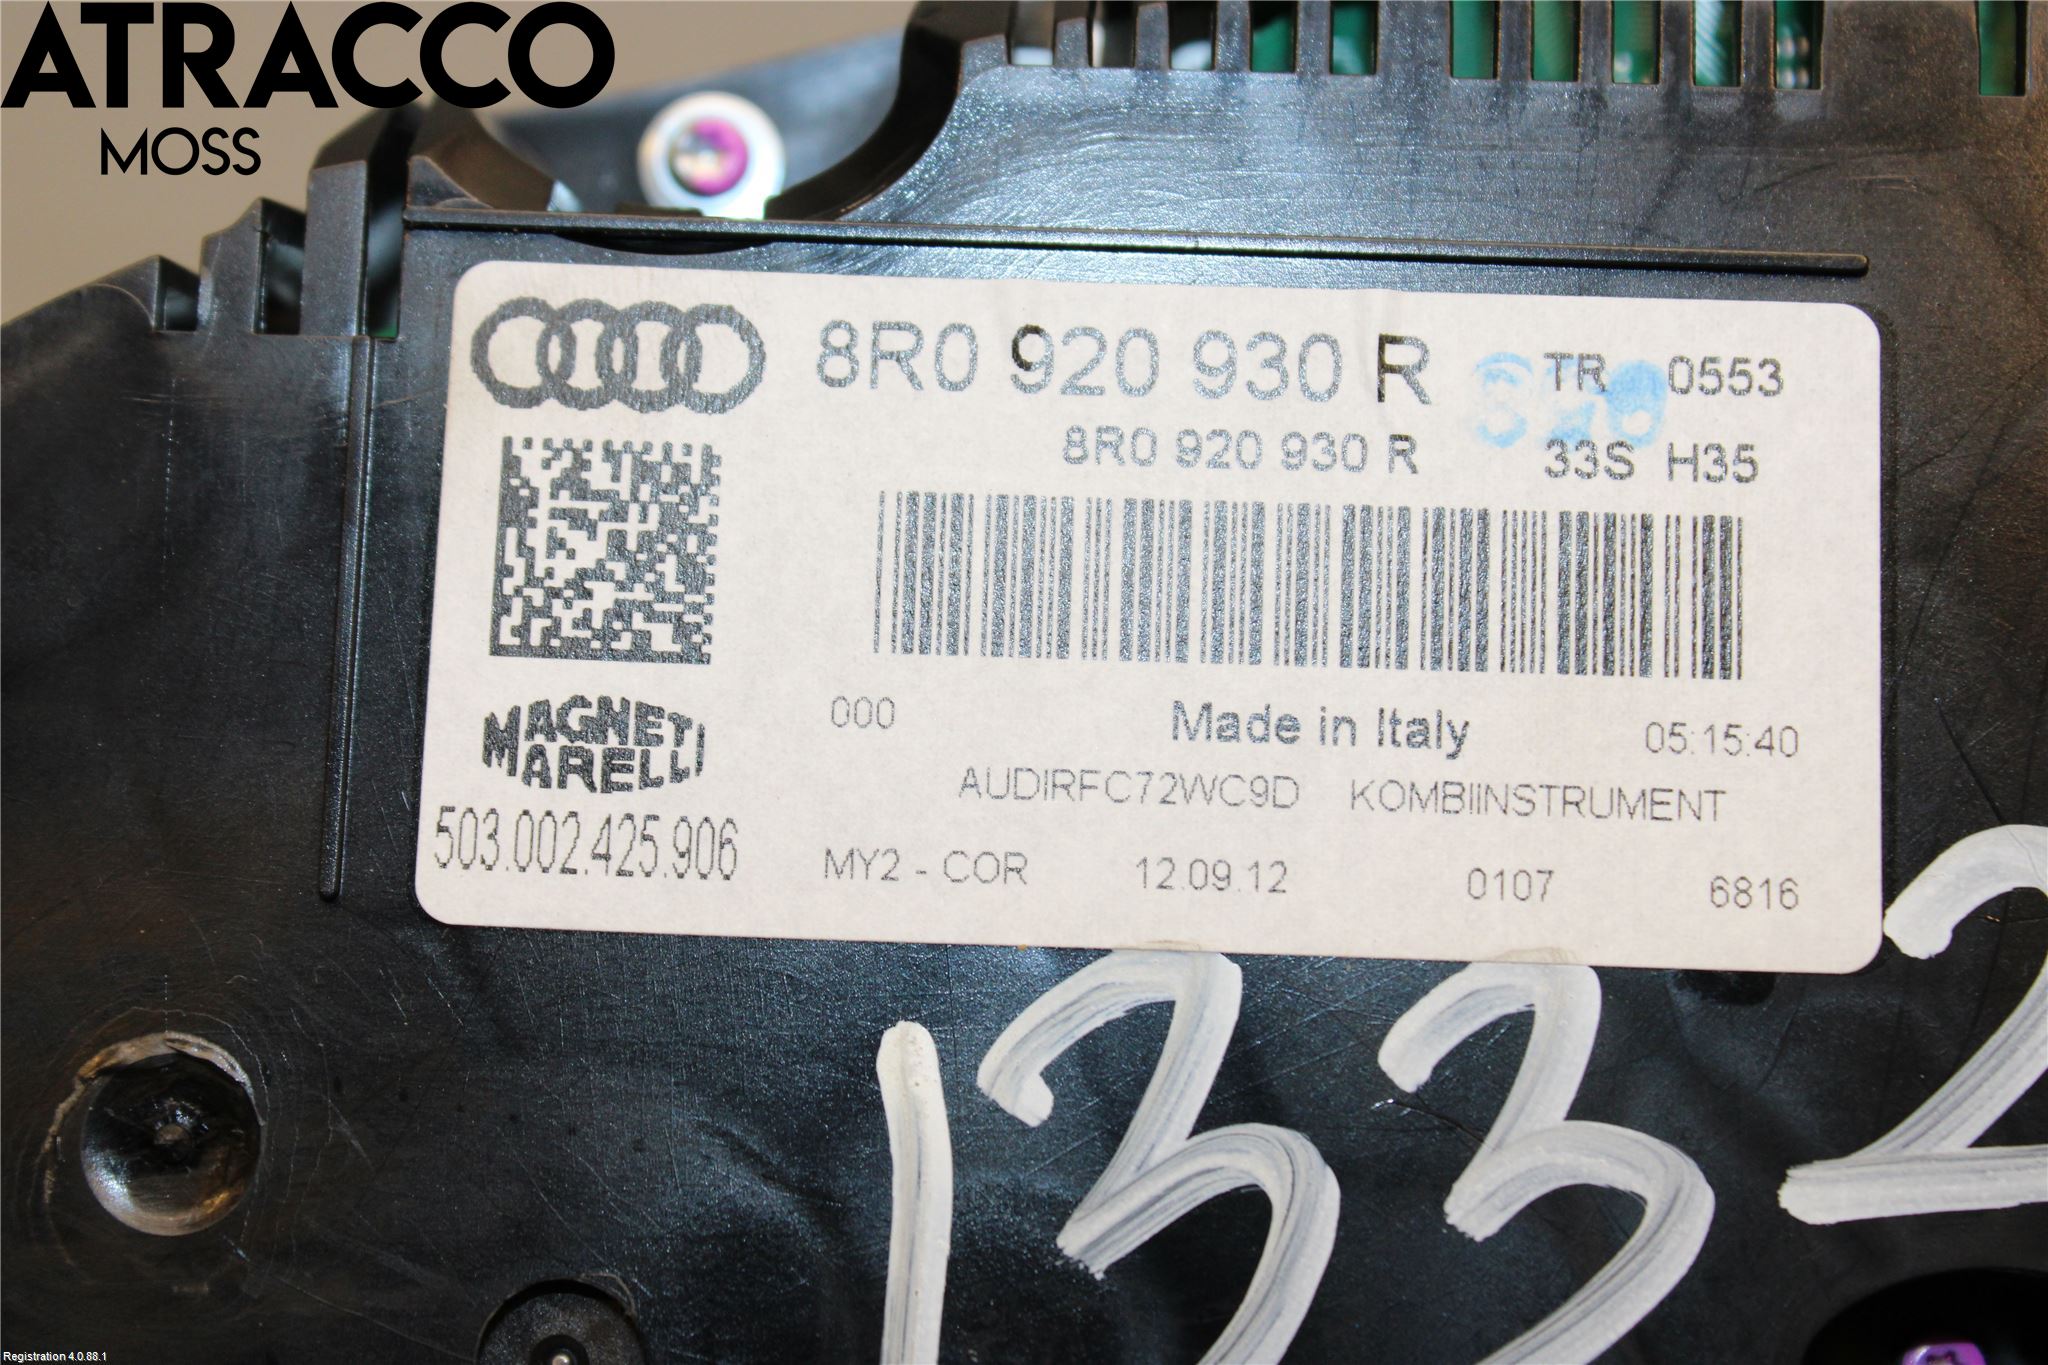 ATRACCO
MOSS
8R0 920 930 R TR 0553
8R0 920 930 R 33S H35
MAGNETI
MARELLI
503.002.425.906
000 Made in Italy 05:15:40
AUDIRFC72WC9D KOMBIINSTRUMENT
MY2 - COR 12.09.12 0107 6816
1332
Registration 4.0.88.1